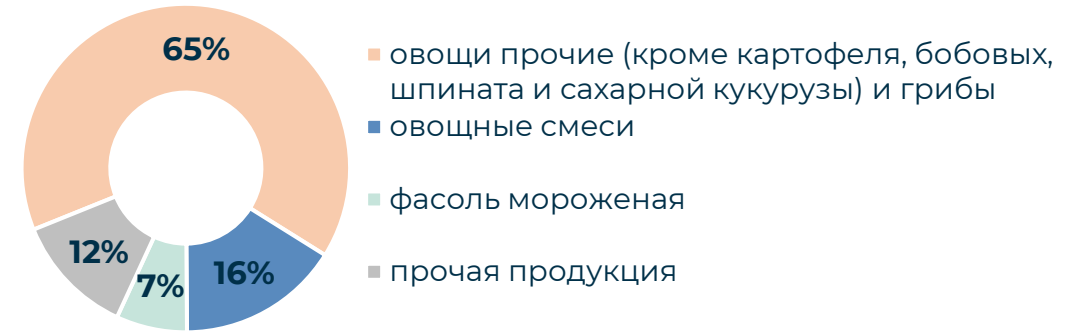 65%
овощи прочие (кроме картофеля, бобовых,
шпината и сахарной кукурузы) и грибы
овощные смеси
фасоль мороженая
12%
7%
16%
прочая продукция